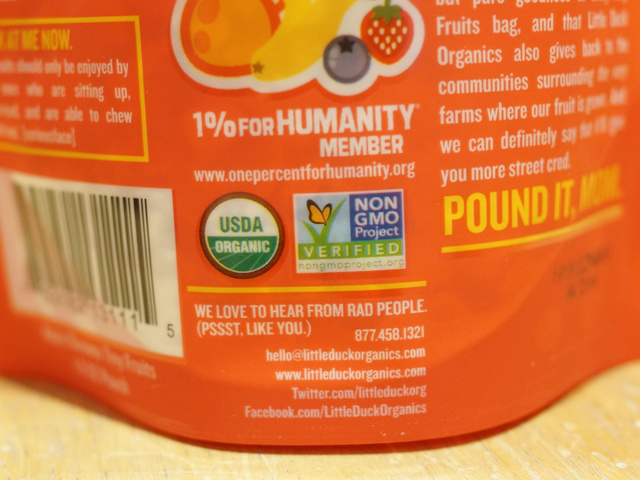 AT ME NOW.
should only be enjoyed by
who are sitting up,
and are able to chew
1% FOR HUMANITY
MEMBER
www.onepercentforhumanity.org
USDA
ORGANIC
NON
GMO
Project
VERIFIED
nongmoproject.org
WE LOVE TO HEAR FROM RAD PEOPLE.
(PSSST, LIKE YOU.)
877.458.1321
hello@littleduckorganics.com
www.littleduckorganics.com
Twitter.com/littleduckorg
Facebook.com/LittleDuckOrganics
but pure goodness
Fruits bag, and that Little Duck
Organics also gives back to the
communities surrounding the very
farms where our fruit is grown,
we can definitely say that
you more street cred.
POUND IT, MOM.
5